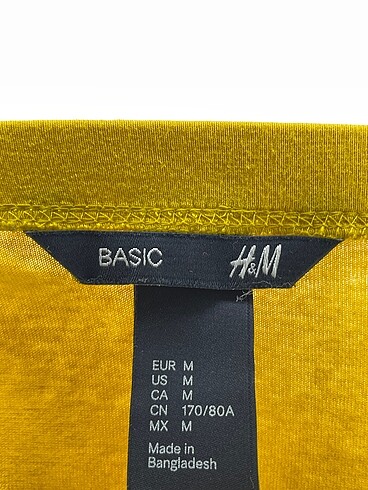 BASIC H&M
EUR M
US M
CA M
CN 170/80A
MX M
Made in
Bangladesh